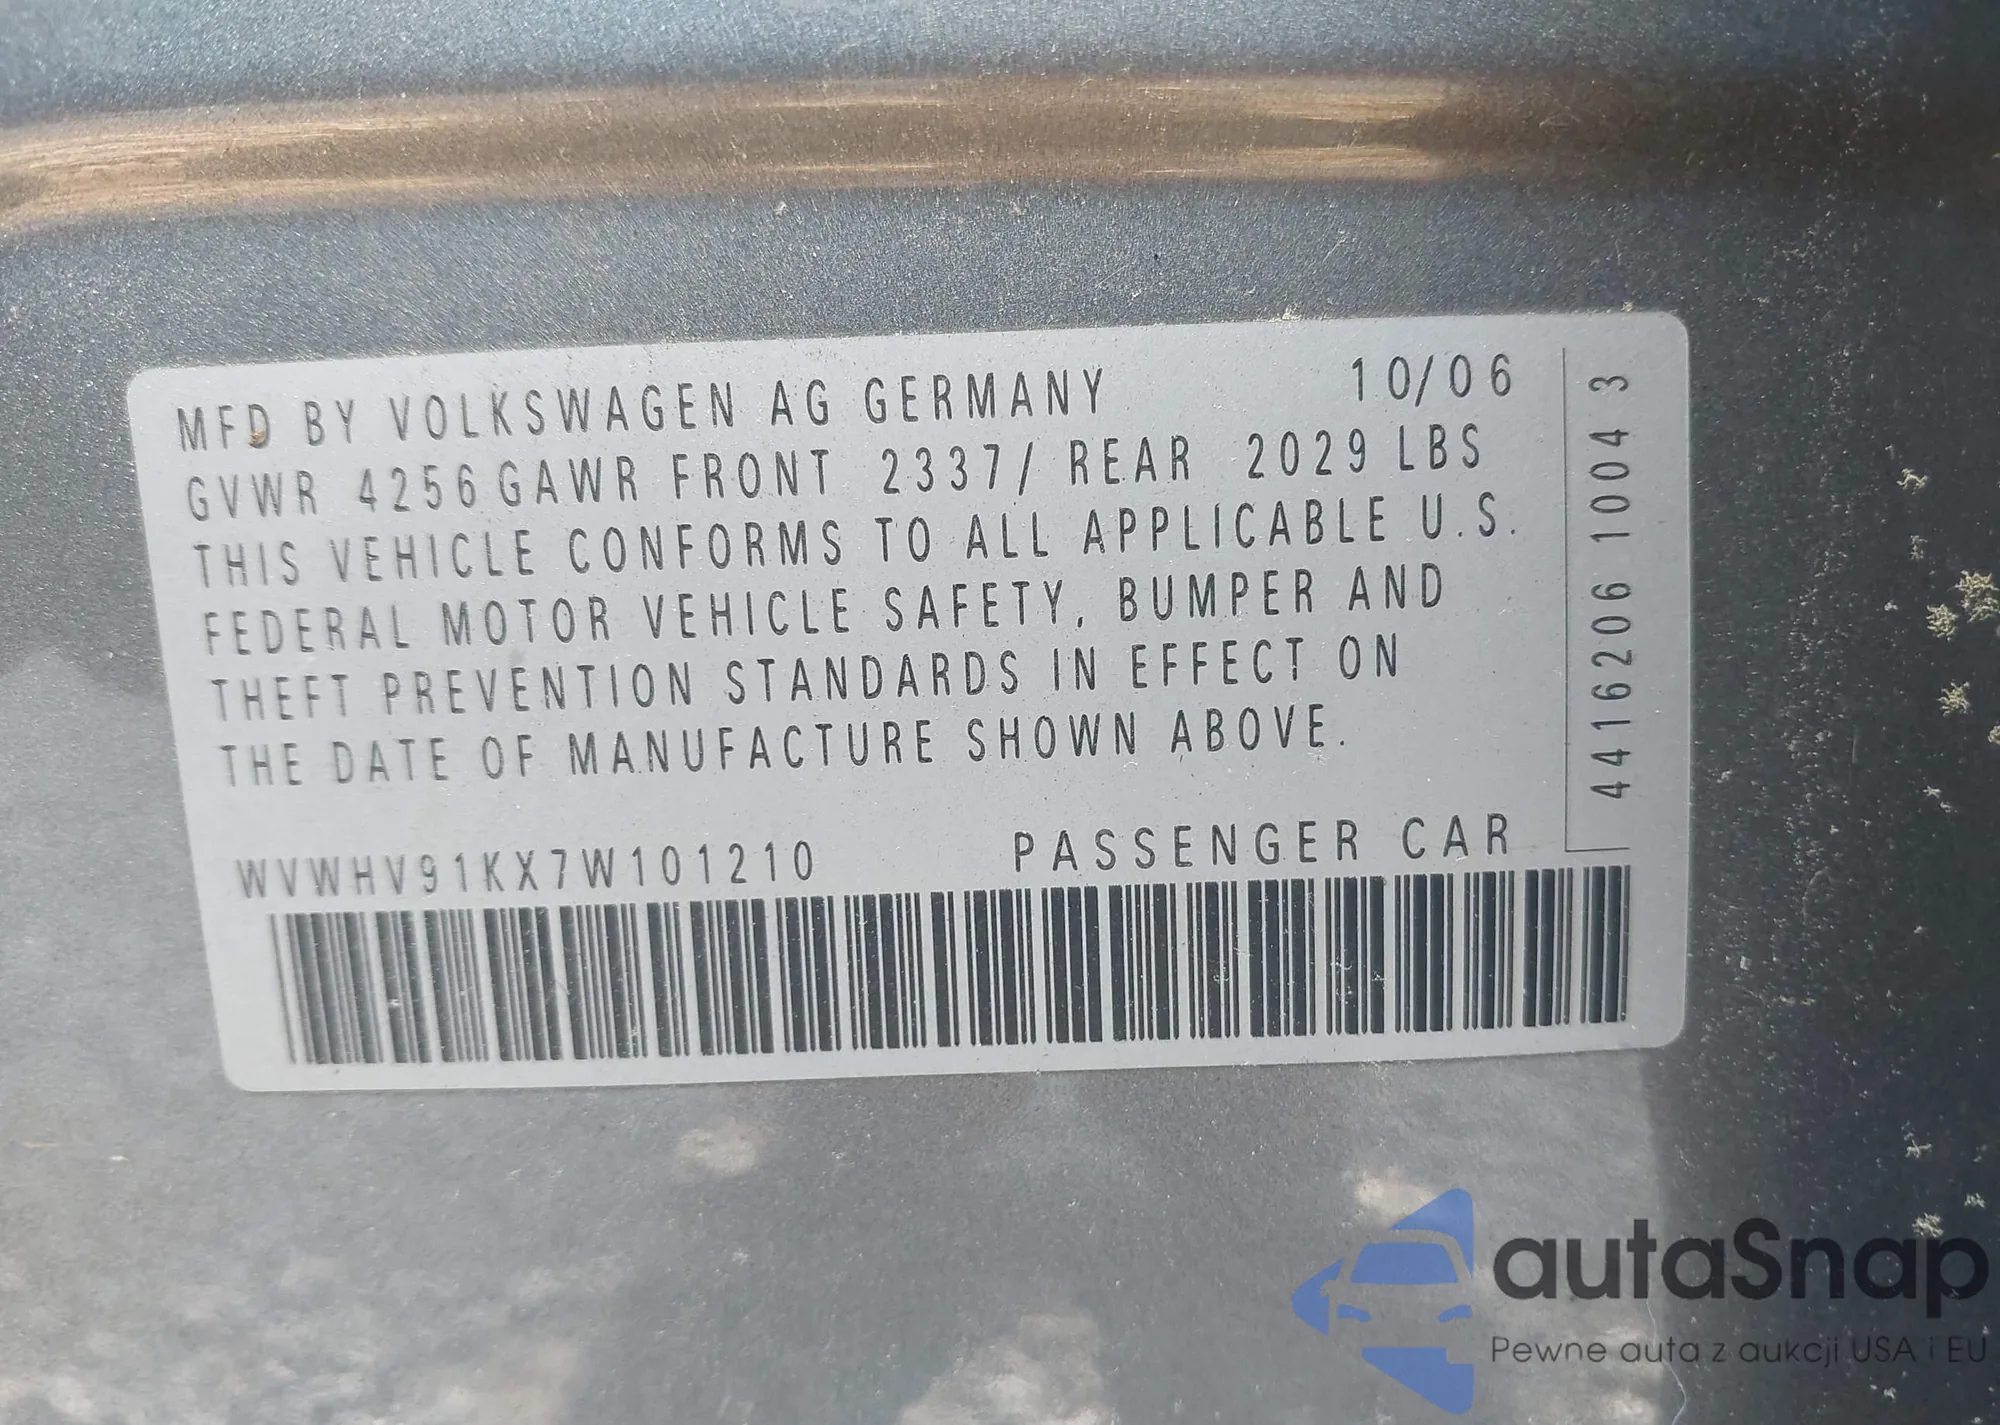 MFD BY VOLKSWAGEN AG GERMANY 10/06
GVWR 4256 GAWR FRONT 2337/ REAR 2029 LBS
THIS VEHICLE CONFORMS TO ALL APPLICABLE U.S.
FEDERAL MOTOR VEHICLE SAFETY, BUMPER AND
THEFT PREVENTION STANDARDS IN EFFECT ON
THE DATE OF MANUFACTURE SHOWN ABOVE.
WVWHV91KX7W101210 PASSENGER CAR
4416206 1004 3
autaSnap
Pewne auta z aukcji USA i EU